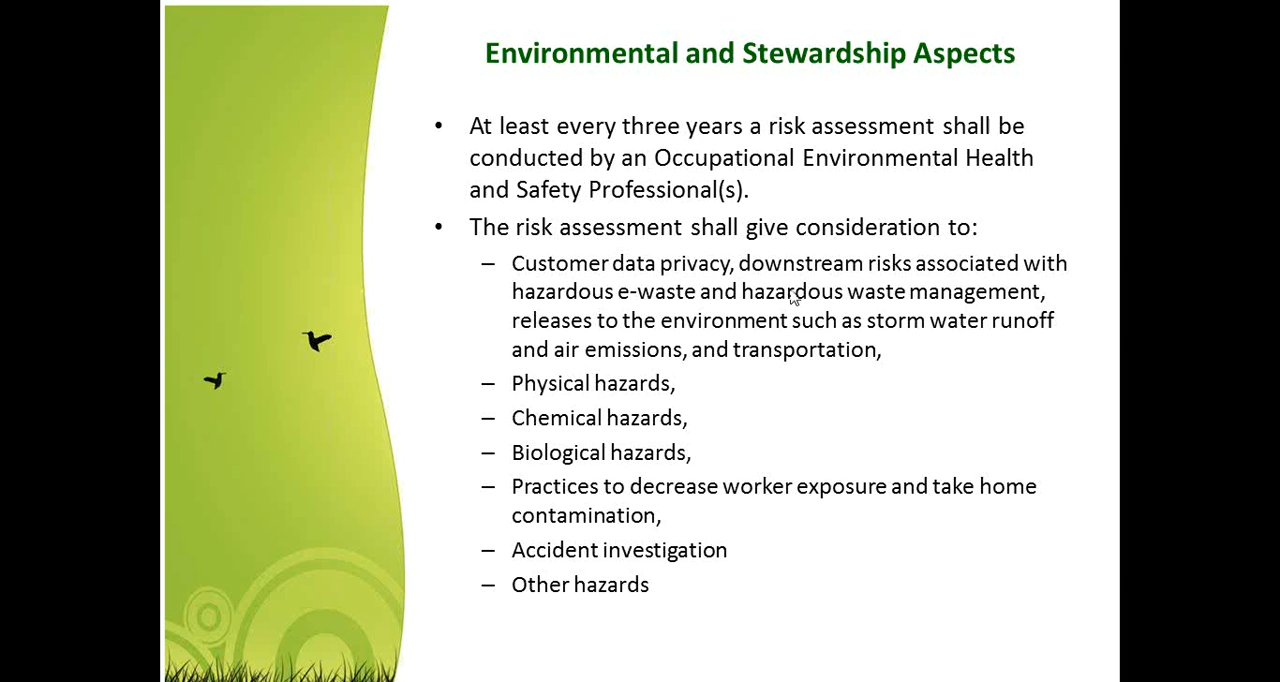 Environmental and Stewardship Aspects
• At least every three years a risk assessment shall be
conducted by an Occupational Environmental Health
and Safety Professional(s).
• The risk assessment shall give consideration to:
– Customer data privacy, downstream risks associated with
hazardous e-waste and hazardous waste management,
releases to the environment such as storm water runoff
and air emissions, and transportation,
– Physical hazards,
– Chemical hazards,
– Biological hazards,
– Practices to decrease worker exposure and take home
contamination,
– Accident investigation
– Other hazards